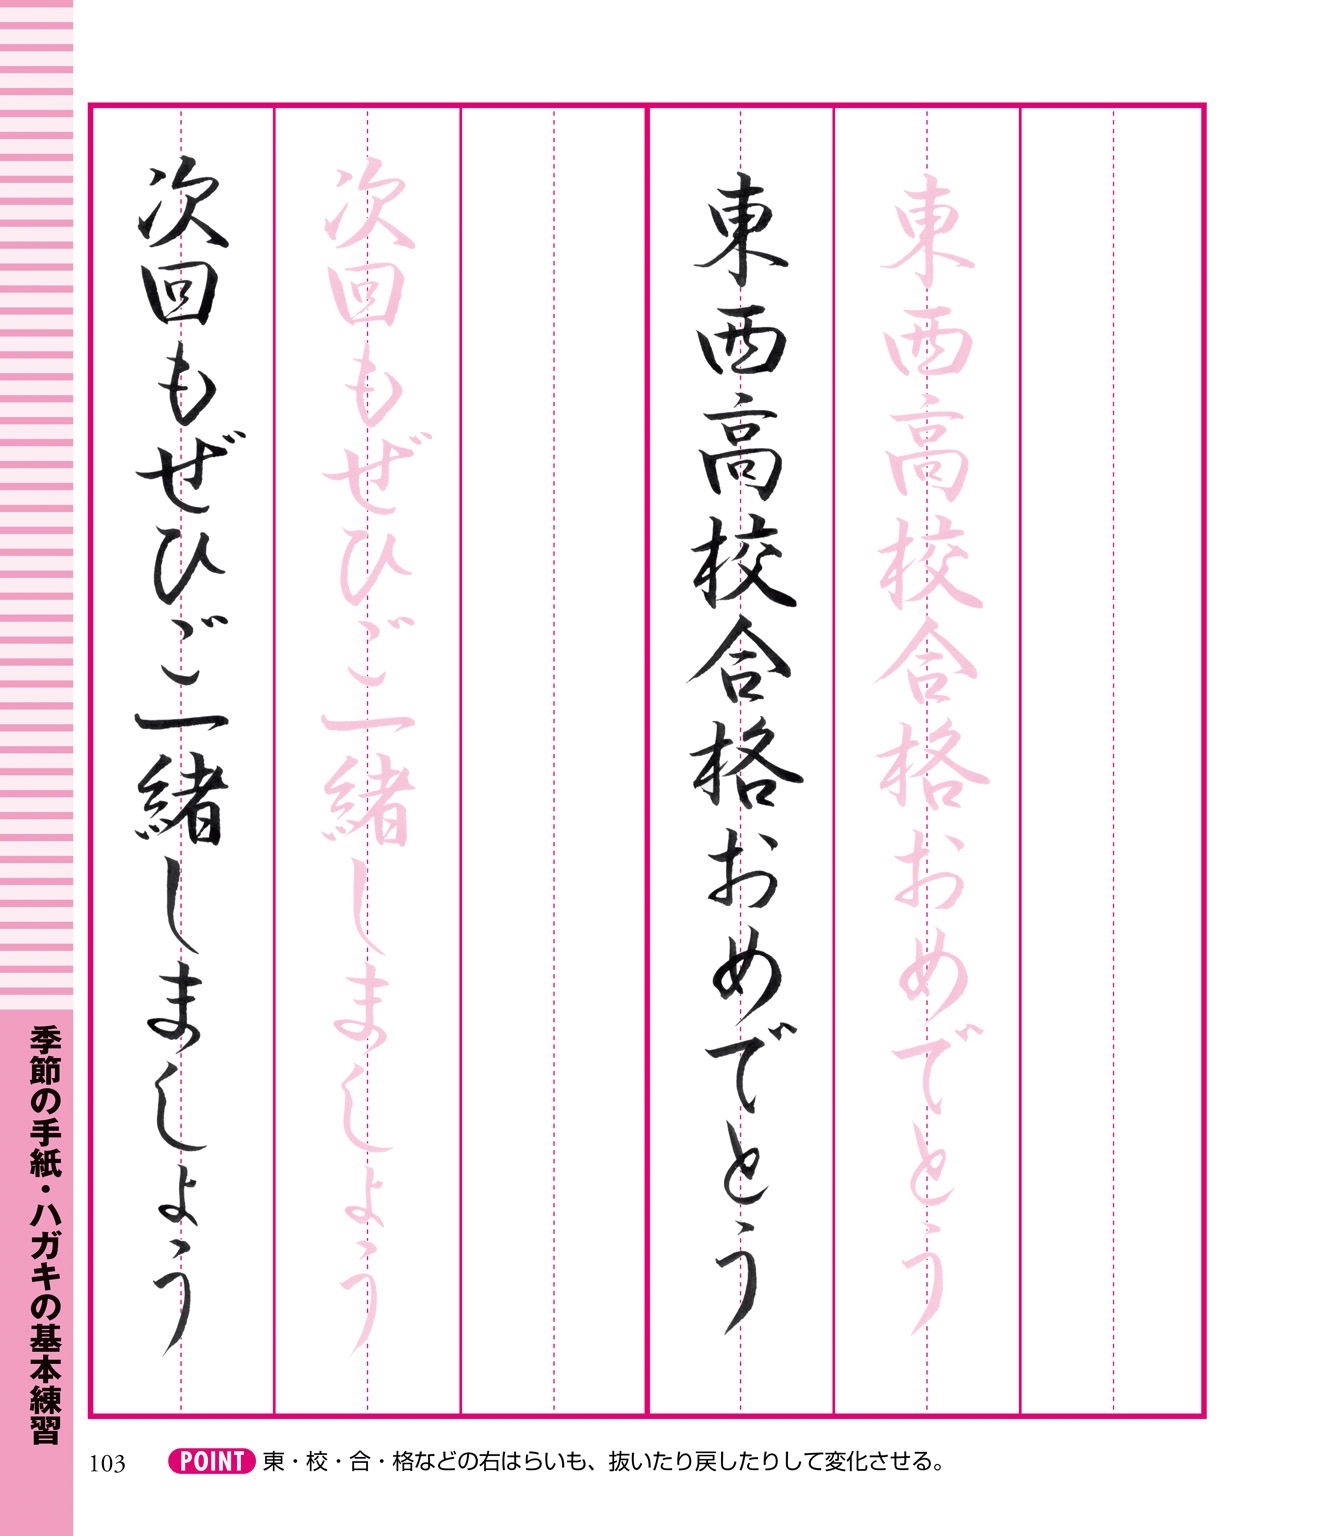 東西高校合格おめでとう
東西高校合格おめでとう
次回もぜひご一緒しましょう
次回もぜひご一緒しましょう
季節の手紙・ハガキの基本練習
103
POINT 東・校・合・格などの右はらいも、抜いたり戻したりして変化させる。